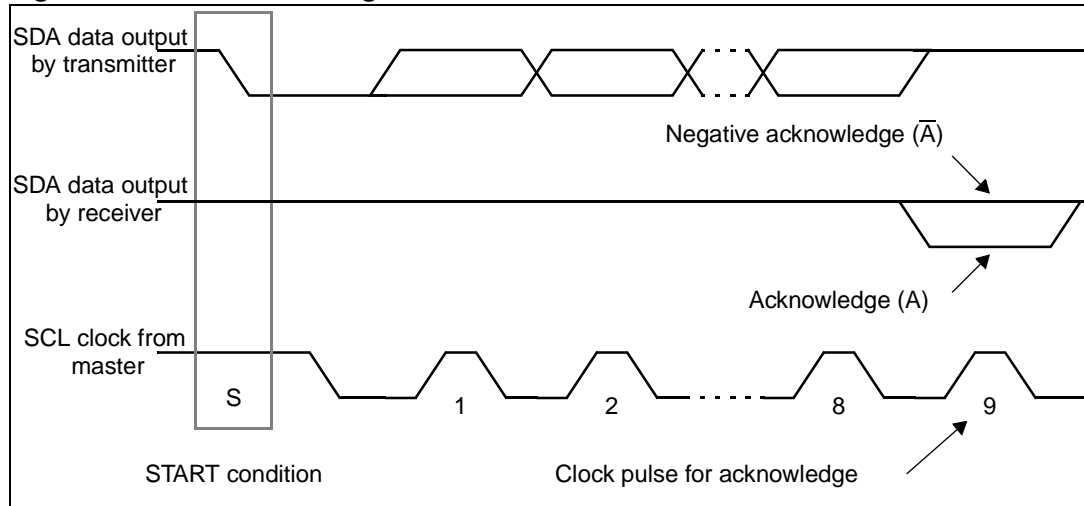 SDA data output
by transmitter
Negative acknowledge (A̅)
SDA data output
by receiver
Acknowledge (A)
SCL clock from
master
S
1
2
8
9
START condition
Clock pulse for acknowledge